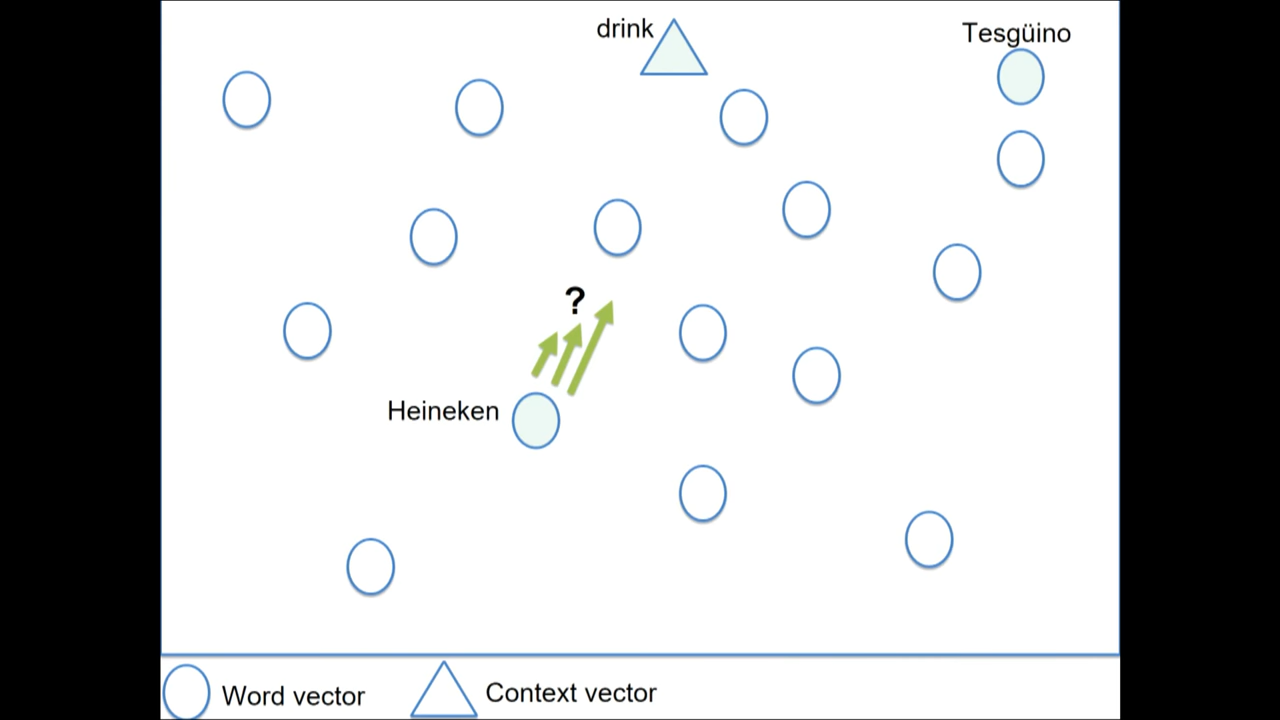 drink
Tesgüino
?
Heineken
Word vector
Context vector